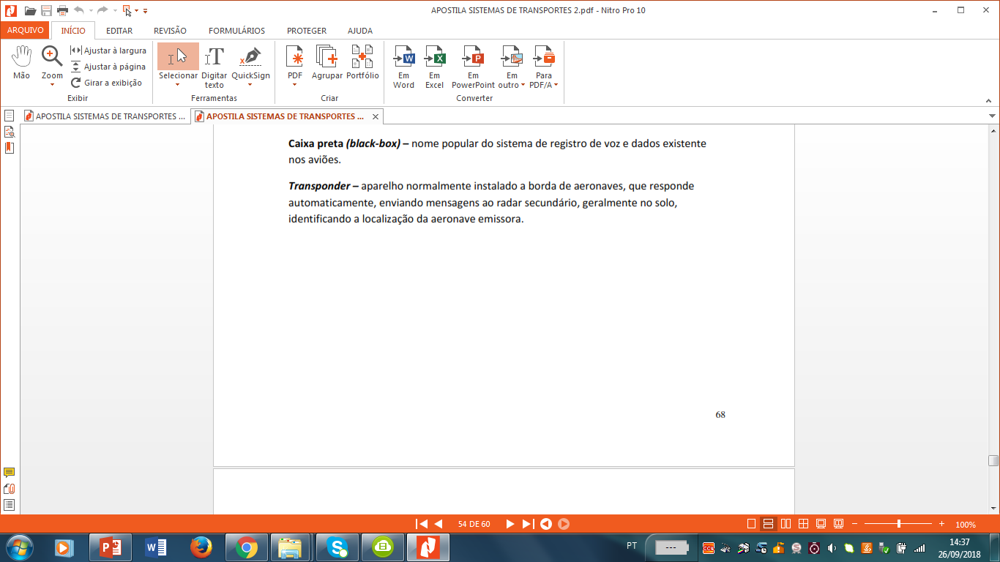 APOSTILA SISTEMAS DE TRANSPORTES 2.pdf - Nitro Pro 10
ARQUIVO INÍCIO EDITAR REVISÃO FORMULÁRIOS PROTEGER AJUDA
Mão
Zoom
Ajustar à largura
Ajustar à página
Girar a exibição
Exibir
Selecionar
Digitar
texto
QuickSign
Ferramentas
PDF
Agrupar
Portfólio
Criar
Em
Word
Em
Excel
Em
PowerPoint
Em
outro
Para
PDF/A
Converter
APOSTILA SISTEMAS DE TRANSPORTES ...
APOSTILA SISTEMAS DE TRANSPORTES ...
Caixa preta (black-box) – nome popular do sistema de registro de voz e dados existente
nos aviões.
Transponder – aparelho normalmente instalado a borda de aeronaves, que responde
automaticamente, enviando mensagens ao radar secundário, geralmente no solo,
identificando a localização da aeronave emissora.
68
54 DE 60
100%
PT
---
14:37
26/09/2018